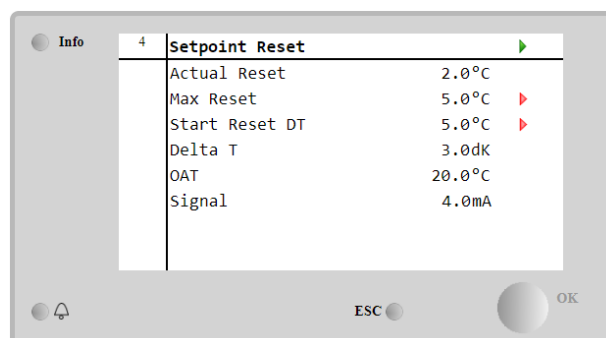 Info
4 Setpoint Reset
Actual Reset 2.0°C
Max Reset 5.0°C
Start Reset DT 5.0°C
Delta T 3.0dK
OAT 20.0°C
Signal 4.0mA
ESC OK